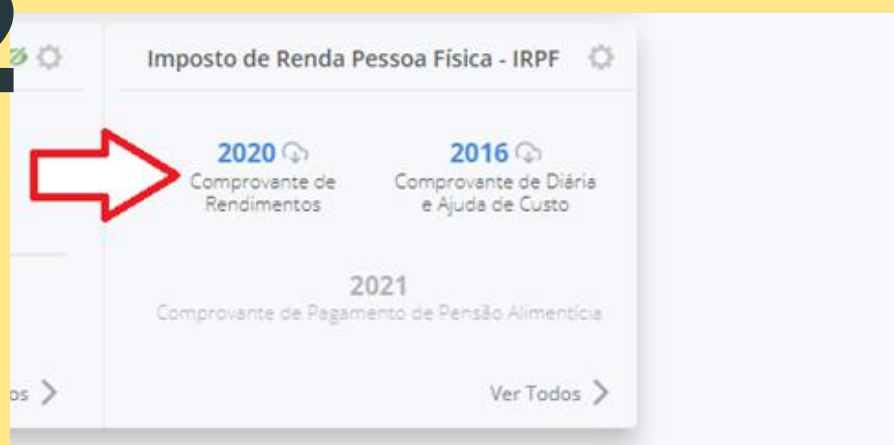 Imposto de Renda Pessoa Física - IRPF
2020
Comprovante de
Rendimentos
2016
Comprovante de Diária
e Ajuda de Custo
2021
Comprovante de Pagamento de Pensão Alimentícia
os
Ver Todos